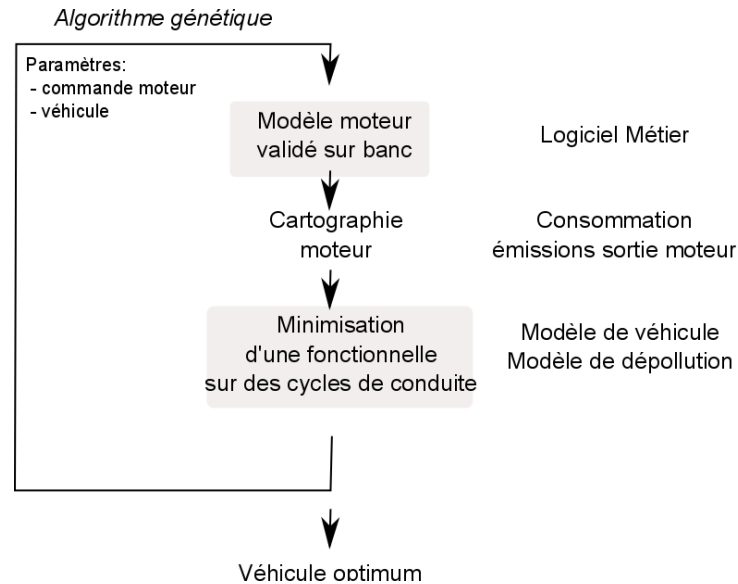 Algorithme génétique
Paramètres:
- commande moteur
- véhicule
Modèle moteur
validé sur banc
Logiciel Métier
Cartographie
moteur
Consommation
émissions sortie moteur
Minimisation
d'une fonctionnelle
sur des cycles de conduite
Modèle de véhicule
Modèle de dépollution
Véhicule optimum